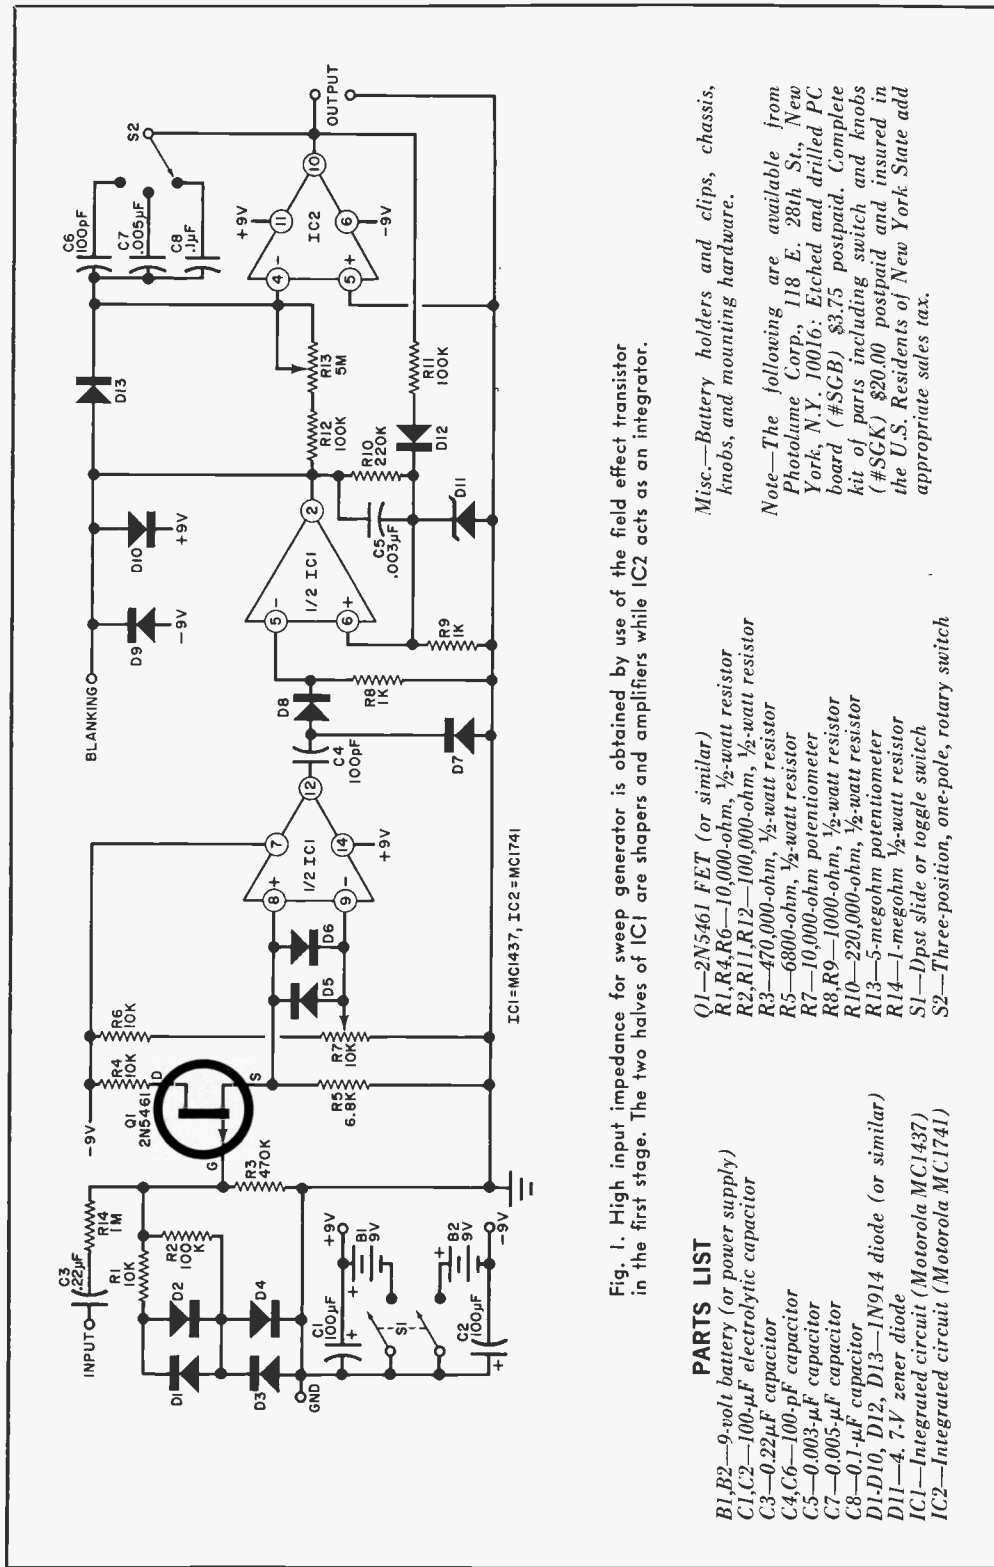 INPUT
C3
.22µF
R14
1M
R1
10K
R2
100
K
D1
D2
D3
D4
GND
R3
470K
G
Q1
2N5461
D
S
-9V
R4
10K
R6
10K
R5
6.8K
R7
10K
D5
D6
8
+
9
-
7
14
12
1/2 IC1
+9V
C4
100pF
D7
D8
R8
1K
R9
1K
5
-
6
+
1/2 IC1
2
C5
.003µF
R10
220K
D11
D12
R11
100K
R12
100K
R13
5M
BLANKING
D9
-9V
D10
+9V
D13
C6
100pF
C7
.005µF
C8
.1µF
S2
4
-
5
+
11
+9V
6
-9V
IC2
10
OUTPUT
C1
100µF
+
+9V
+
B1
9V
S1
+
B2
9V
-9V
C2
100µF
+
IC1=MC1437, IC2=MC1741
Fig. 1. High input impedance for sweep generator is obtained by use of the field effect transistor
in the first stage. The two halves of IC1 are shapers and amplifiers while IC2 acts as an integrator.
PARTS LIST
B1,B2—9-volt battery (or power supply)
C1,C2—100-µF electrolytic capacitor
C3—0.22µF capacitor
C4,C6—100-pF capacitor
C5—0.003-µF capacitor
C7—0.005-µF capacitor
C8—0.1-µF capacitor
D1-D10, D12, D13—1N914 diode (or similar)
D11—4. 7-V zener diode
IC1—Integrated circuit (Motorola MC1437)
IC2—Integrated circuit (Motorola MC1741)
Q1—2N5461 FET (or similar)
R1,R4,R6—10,000-ohm, ½-watt resistor
R2,R11,R12—100,000-ohm, ½-watt resistor
R3—470,000-ohm, ½-watt resistor
R5—6800-ohm, ½-watt resistor
R7—10,000-ohm potentiometer
R8,R9—1000-ohm, ½-watt resistor
R10—220,000-ohm, ½-watt resistor
R13—5-megohm potentiometer
R14—1-megohm ½-watt resistor
S1—Dpst slide or toggle switch
S2—Three-position, one-pole, rotary switch
Misc.—Battery holders and clips, chassis,
knobs, and mounting hardware.
Note—The following are available from
Photolume Corp., 118 E. 28th St., New
York, N.Y. 10016: Etched and drilled PC
board (#SGB) $3.75 postpaid. Complete
kit of parts including switch and knobs
(#SGK) $20.00 postpaid and insured in
the U.S. Residents of New York State add
appropriate sales tax.